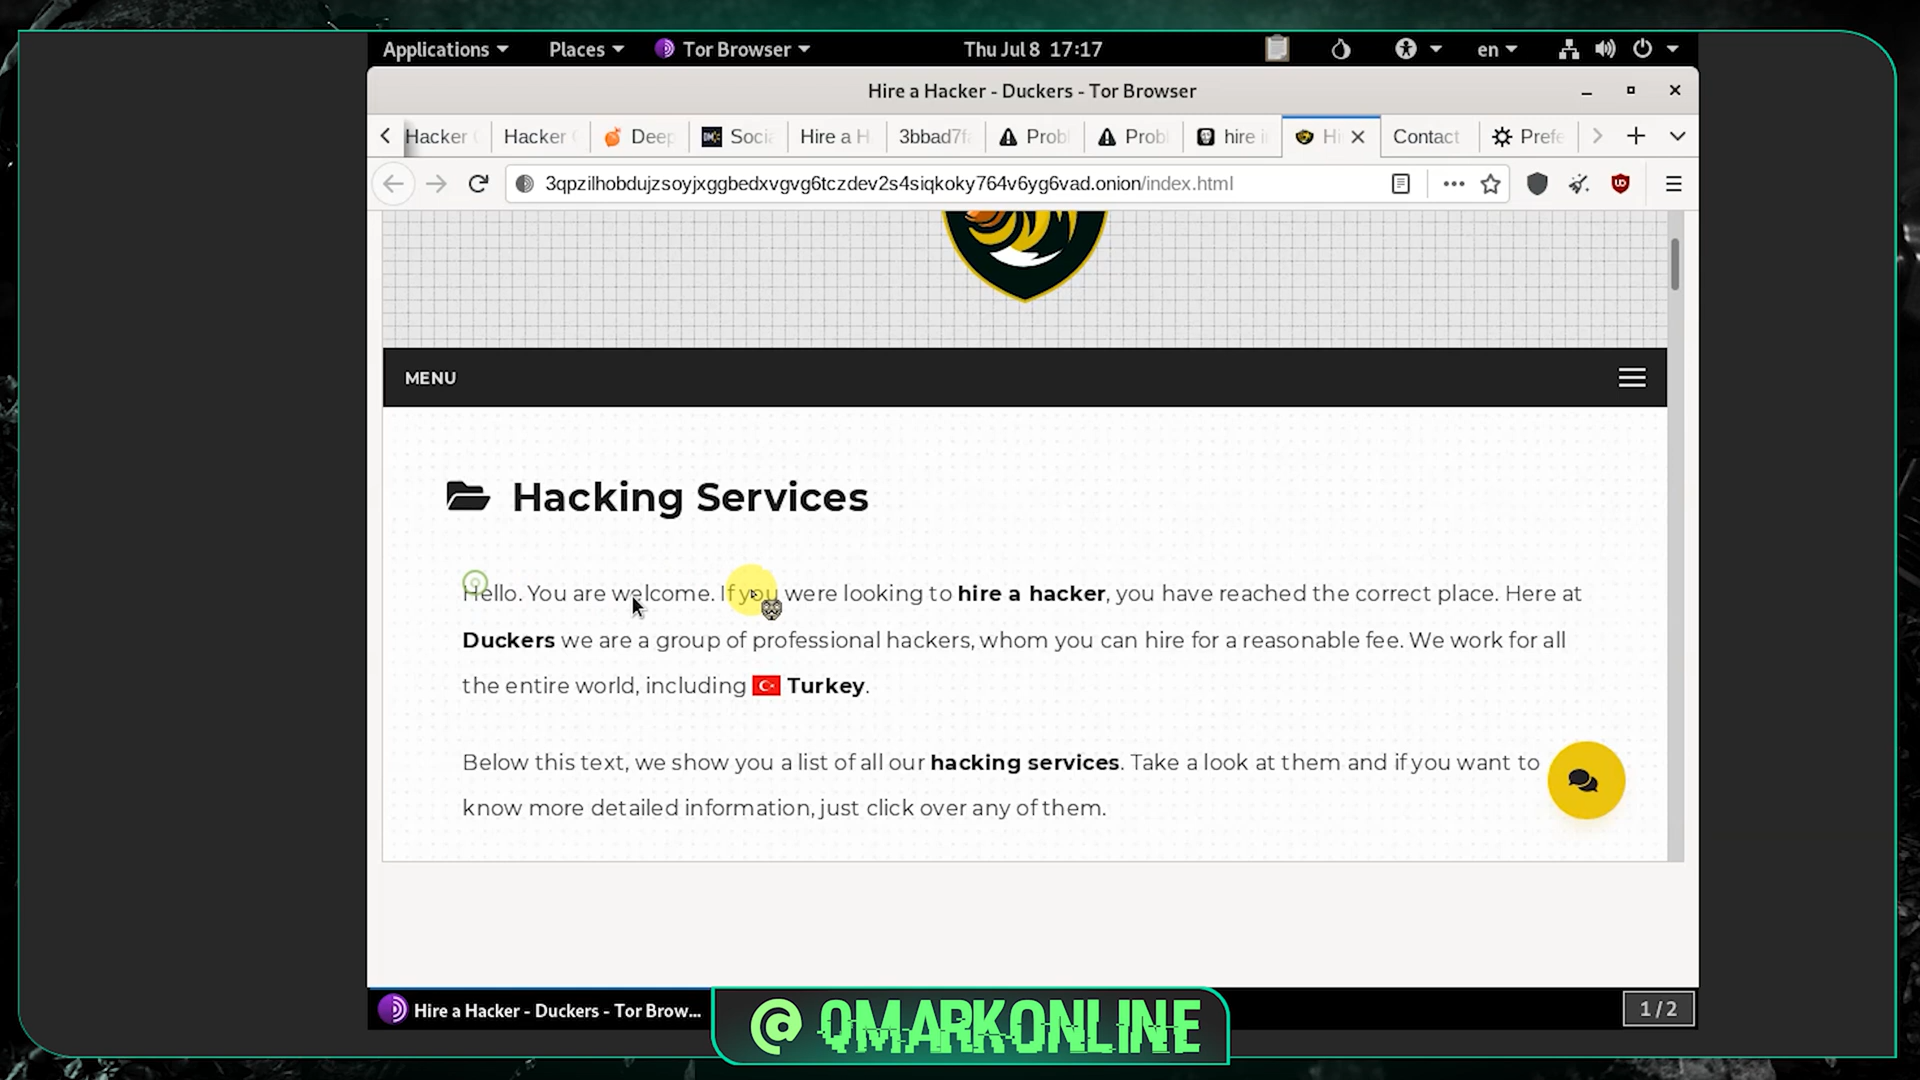 Applications Places Tor Browser Thu Jul 8 17:17 en
Hire a Hacker - Duckers - Tor Browser
Hacker Hacker Deep Socia Hire a H 3bbad7f Probl Probl hire i Hi Contact Prefe
3qpzilhobdujzsoyjxggbedxvgvg6tczdev2s4siqkoky764v6yg6vad.onion/index.html
MENU
Hacking Services
Hello. You are welcome. If you were looking to hire a hacker, you have reached the correct place. Here at
Duckers we are a group of professional hackers, whom you can hire for a reasonable fee. We work for all
the entire world, including Turkey.
Below this text, we show you a list of all our hacking services. Take a look at them and if you want to
know more detailed information, just click over any of them.
Hire a Hacker - Duckers - Tor Brow... 1 / 2
@QMARKONLINE